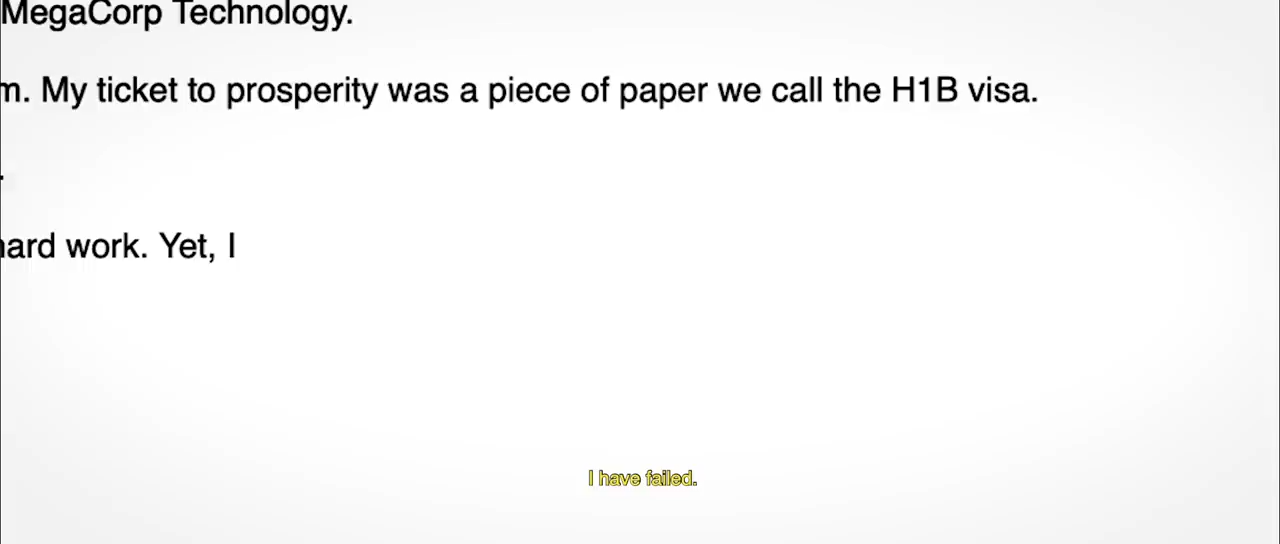 MegaCorp Technology.
m. My ticket to prosperity was a piece of paper we call the H1B visa.
.
hard work. Yet, I
I have failed.